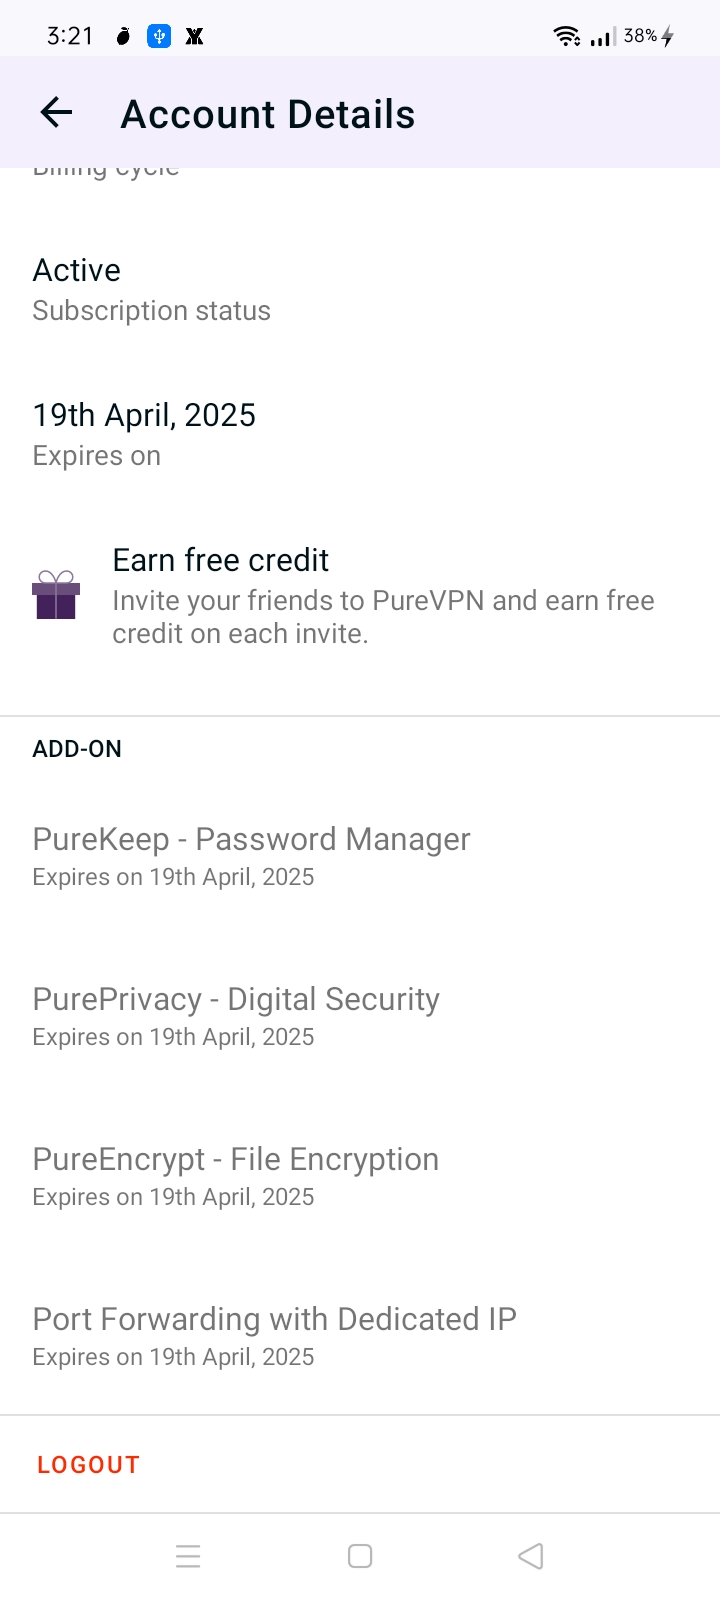 3:21
38%
Account Details
Billing cycle
Active
Subscription status
19th April, 2025
Expires on
Earn free credit
Invite your friends to PureVPN and earn free
credit on each invite.
ADD-ON
PureKeep - Password Manager
Expires on 19th April, 2025
PurePrivacy - Digital Security
Expires on 19th April, 2025
PureEncrypt - File Encryption
Expires on 19th April, 2025
Port Forwarding with Dedicated IP
Expires on 19th April, 2025
LOGOUT